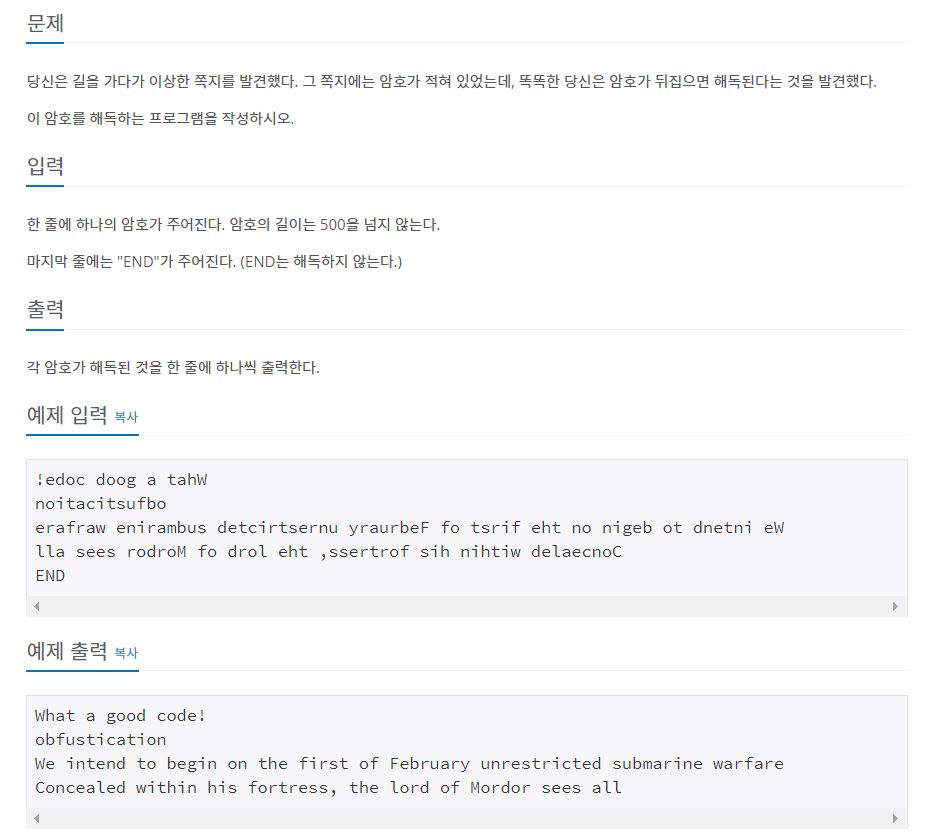 문제
당신은 길을 가다가 이상한 쪽지를 발견했다. 그 쪽지에는 암호가 적혀 있었는데, 똑똑한 당신은 암호가 뒤집으면 해독된다는 것을 발견했다.
이 암호를 해독하는 프로그램을 작성하시오.
입력
한 줄에 하나의 암호가 주어진다. 암호의 길이는 500을 넘지 않는다.
마지막 줄에는 "END"가 주어진다. (END는 해독하지 않는다.)
출력
각 암호가 해독된 것을 한 줄에 하나씩 출력한다.
예제 입력 복사
!edoc doog a tahW
noitacitsufbo
erafraw enirambus detcirtsernu yraurbeF fo tsrif eht no nigeb ot dnetni eW
lla sees rodroM fo drol eht ,ssertrof sih nihtiw delaecnoC
END
예제 출력 복사
What a good code!
obfustication
We intend to begin on the first of February unrestricted submarine warfare
Concealed within his fortress, the lord of Mordor sees all